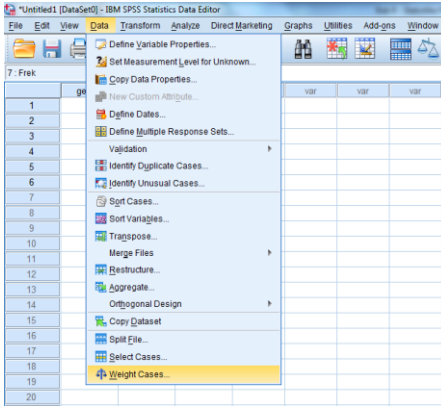 *Untitled1 [DataSet0] - IBM SPSS Statistics Data Editor
File Edit View Data Transform Analyze Direct Marketing Graphs Utilities Add-ons Window
7 : Frek
Define Variable Properties...
Set Measurement Level for Unknown...
Copy Data Properties...
New Custom Attribute...
Define Dates...
Define Multiple Response Sets...
Validation
Identify Duplicate Cases...
Identify Unusual Cases...
Sort Cases...
Sort Variables...
Transpose...
Merge Files
Restructure...
Aggregate...
Orthogonal Design
Copy Dataset
Split File...
Select Cases...
Weight Cases...
ge var var var
1
2
3
4
5
6
7
8
9
10
11
12
13
14
15
16
17
18
19
20